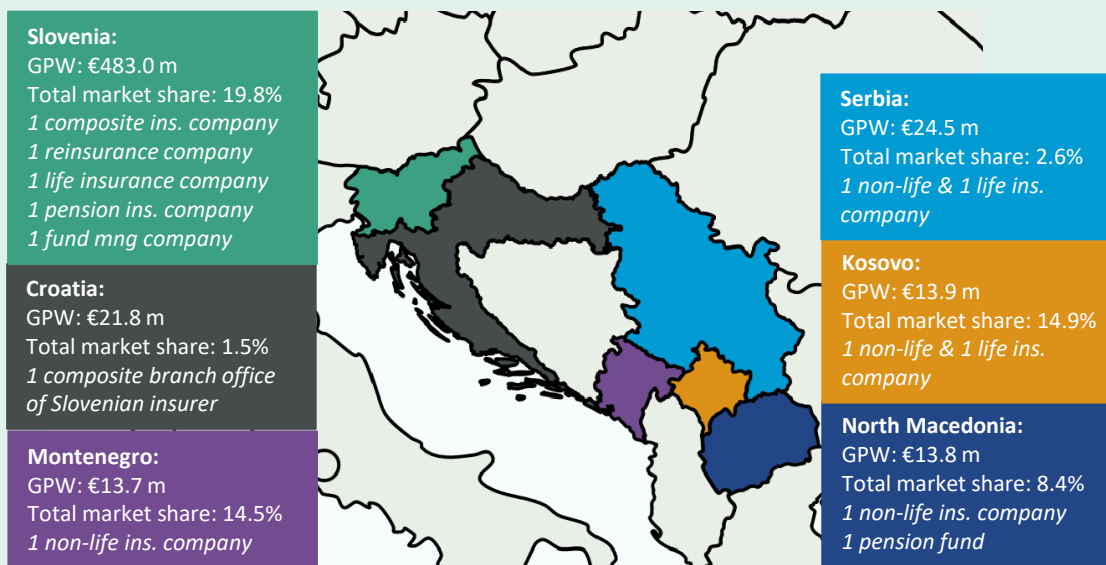 Slovenia:
GPW: €483.0 m
Total market share: 19.8%
1 composite ins. company
1 reinsurance company
1 life insurance company
1 pension ins. company
1 fund mng company
Croatia:
GPW: €21.8 m
Total market share: 1.5%
1 composite branch office
of Slovenian insurer
Montenegro:
GPW: €13.7 m
Total market share: 14.5%
1 non-life ins. company
Serbia:
GPW: €24.5 m
Total market share: 2.6%
1 non-life & 1 life ins.
company
Kosovo:
GPW: €13.9 m
Total market share: 14.9%
1 non-life & 1 life ins.
company
North Macedonia:
GPW: €13.8 m
Total market share: 8.4%
1 non-life ins. company
1 pension fund